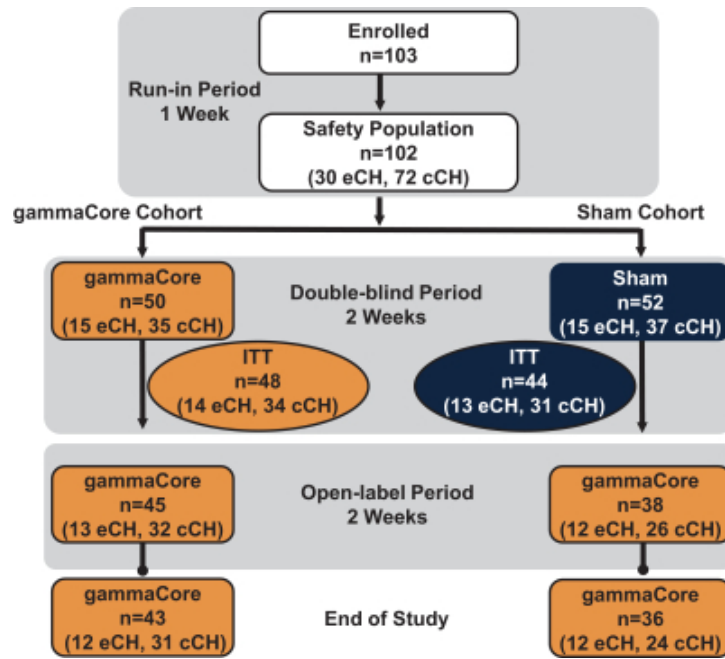 Enrolled
n=103
Run-in Period
1 Week
Safety Population
n=102
(30 eCH, 72 cCH)
gammaCore Cohort
Sham Cohort
gammaCore
n=50
(15 eCH, 35 cCH)
Double-blind Period
2 Weeks
Sham
n=52
(15 eCH, 37 cCH)
ITT
n=48
(14 eCH, 34 cCH)
ITT
n=44
(13 eCH, 31 cCH)
gammaCore
n=45
(13 eCH, 32 cCH)
Open-label Period
2 Weeks
gammaCore
n=38
(12 eCH, 26 cCH)
gammaCore
n=43
(12 eCH, 31 cCH)
End of Study
gammaCore
n=36
(12 eCH, 24 cCH)